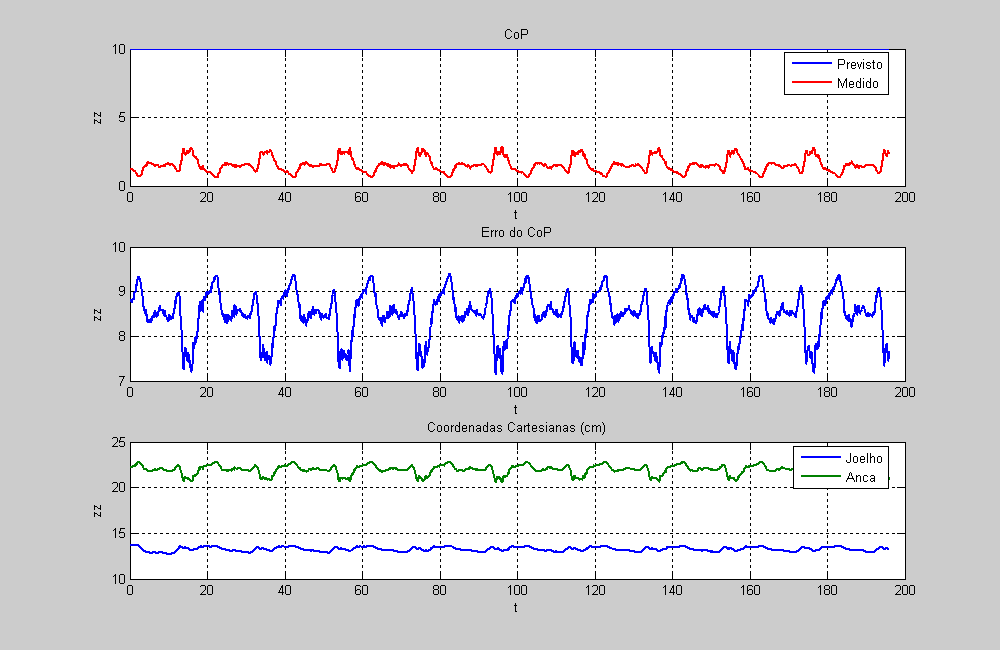 CoP
10
5
0
zz
Previsto
Medido
0 20 40 60 80 100 120 140 160 180 200
t
Erro do CoP
10
9
8
7
zz
0 20 40 60 80 100 120 140 160 180 200
t
Coordenadas Cartesianas (cm)
25
20
15
10
zz
Joelho
Anca
0 20 40 60 80 100 120 140 160 180 200
t